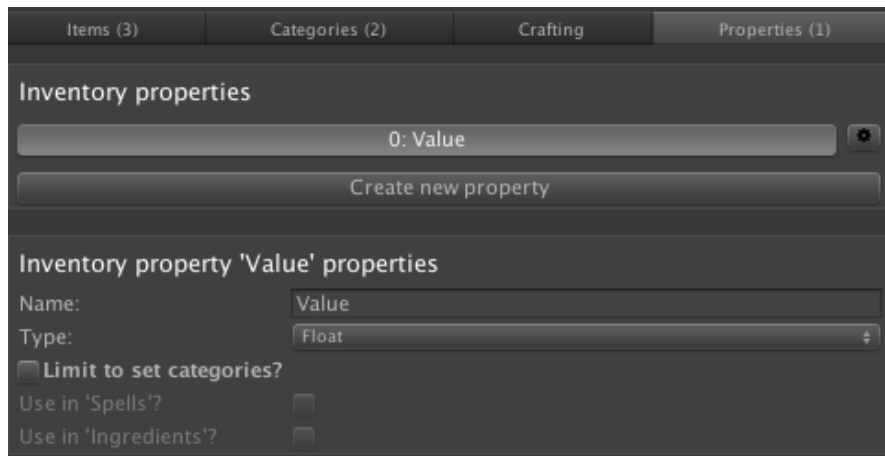 Items (3) Categories (2) Crafting Properties (1)
Inventory properties
0: Value
Create new property
Inventory property 'Value' properties
Name: Value
Type: Float
Limit to set categories?
Use in 'Spells'?
Use in 'Ingredients'?